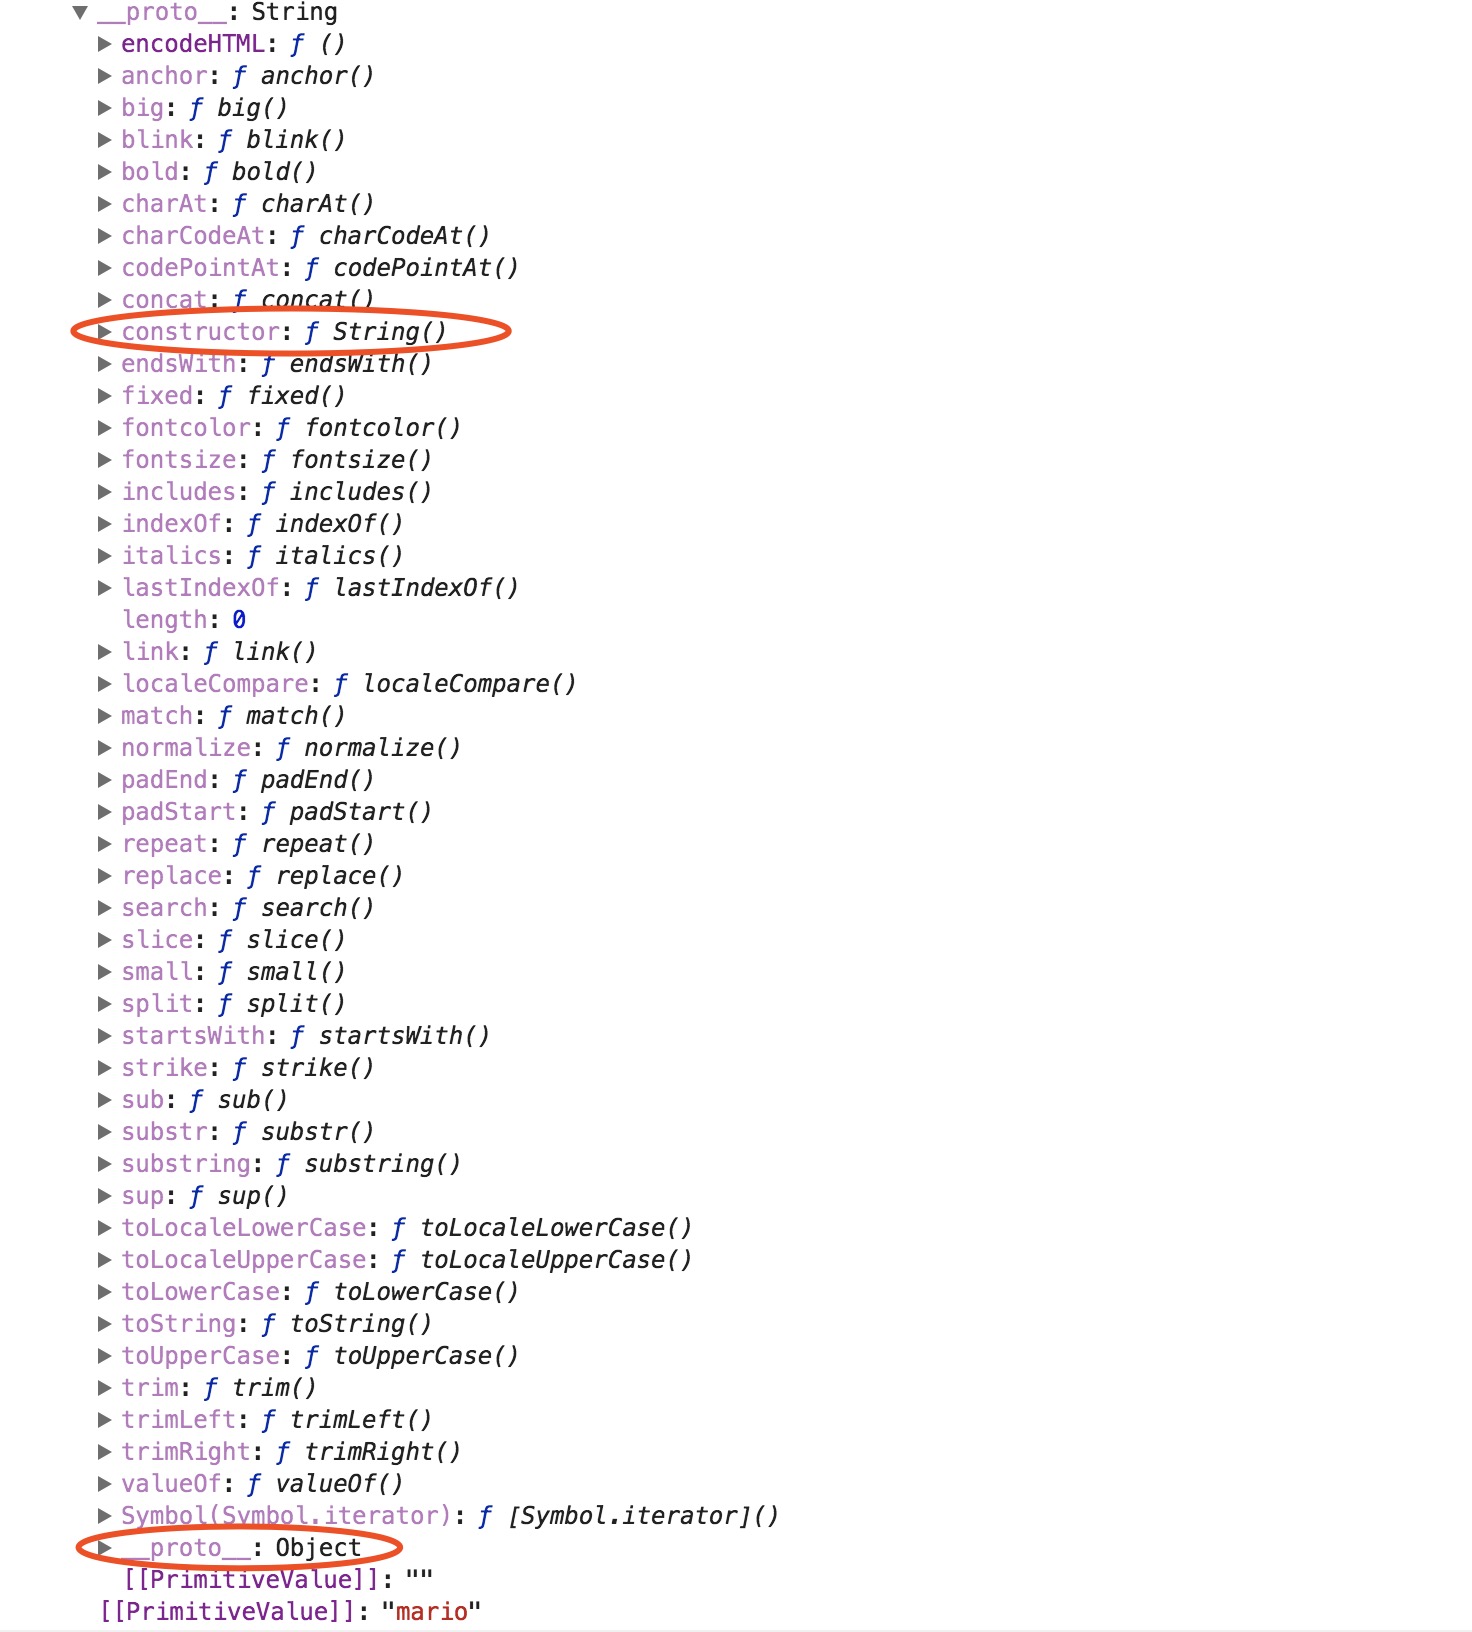 ▼ __proto__: String
▶ encodeHTML: ƒ ()
▶ anchor: ƒ anchor()
▶ big: ƒ big()
▶ blink: ƒ blink()
▶ bold: ƒ bold()
▶ charAt: ƒ charAt()
▶ charCodeAt: ƒ charCodeAt()
▶ codePointAt: ƒ codePointAt()
▶ concat: ƒ concat()
▶ constructor: ƒ String()
▶ endsWith: ƒ endsWith()
▶ fixed: ƒ fixed()
▶ fontcolor: ƒ fontcolor()
▶ fontsize: ƒ fontsize()
▶ includes: ƒ includes()
▶ indexOf: ƒ indexOf()
▶ italics: ƒ italics()
▶ lastIndexOf: ƒ lastIndexOf()
length: 0
▶ link: ƒ link()
▶ localeCompare: ƒ localeCompare()
▶ match: ƒ match()
▶ normalize: ƒ normalize()
▶ padEnd: ƒ padEnd()
▶ padStart: ƒ padStart()
▶ repeat: ƒ repeat()
▶ replace: ƒ replace()
▶ search: ƒ search()
▶ slice: ƒ slice()
▶ small: ƒ small()
▶ split: ƒ split()
▶ startsWith: ƒ startsWith()
▶ strike: ƒ strike()
▶ sub: ƒ sub()
▶ substr: ƒ substr()
▶ substring: ƒ substring()
▶ sup: ƒ sup()
▶ toLocaleLowerCase: ƒ toLocaleLowerCase()
▶ toLocaleUpperCase: ƒ toLocaleUpperCase()
▶ toLowerCase: ƒ toLowerCase()
▶ toString: ƒ toString()
▶ toUpperCase: ƒ toUpperCase()
▶ trim: ƒ trim()
▶ trimLeft: ƒ trimLeft()
▶ trimRight: ƒ trimRight()
▶ valueOf: ƒ valueOf()
▶ Symbol(Symbol.iterator): ƒ [Symbol.iterator]()
▶ __proto__: Object
[[PrimitiveValue]]: ""
[[PrimitiveValue]]: "mario"